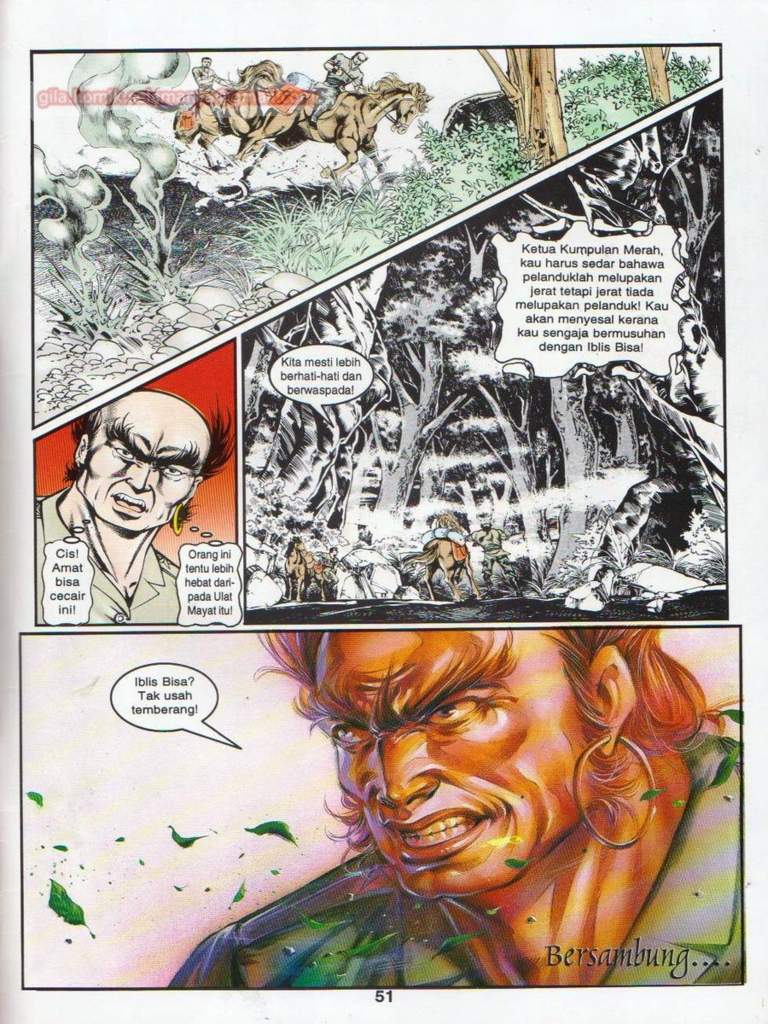 Ketua Kumpulan Merah,
kau harus sedar bahawa
pelanduklah melupakan
jerat tetapi jerat tiada
melupakan pelanduk! Kau
akan menyesal kerana
kau sengaja bermusuhan
dengan Iblis Bisa!
Kita mesti lebih
berhati-hati dan
berwaspada!
Cis!
Amat
bisa
cecair
ini!
Orang ini
tentu lebih
hebat dari-
pada Ulat
Mayat itu!
Iblis Bisa?
Tak usah
temberang!
Bersambung....
51